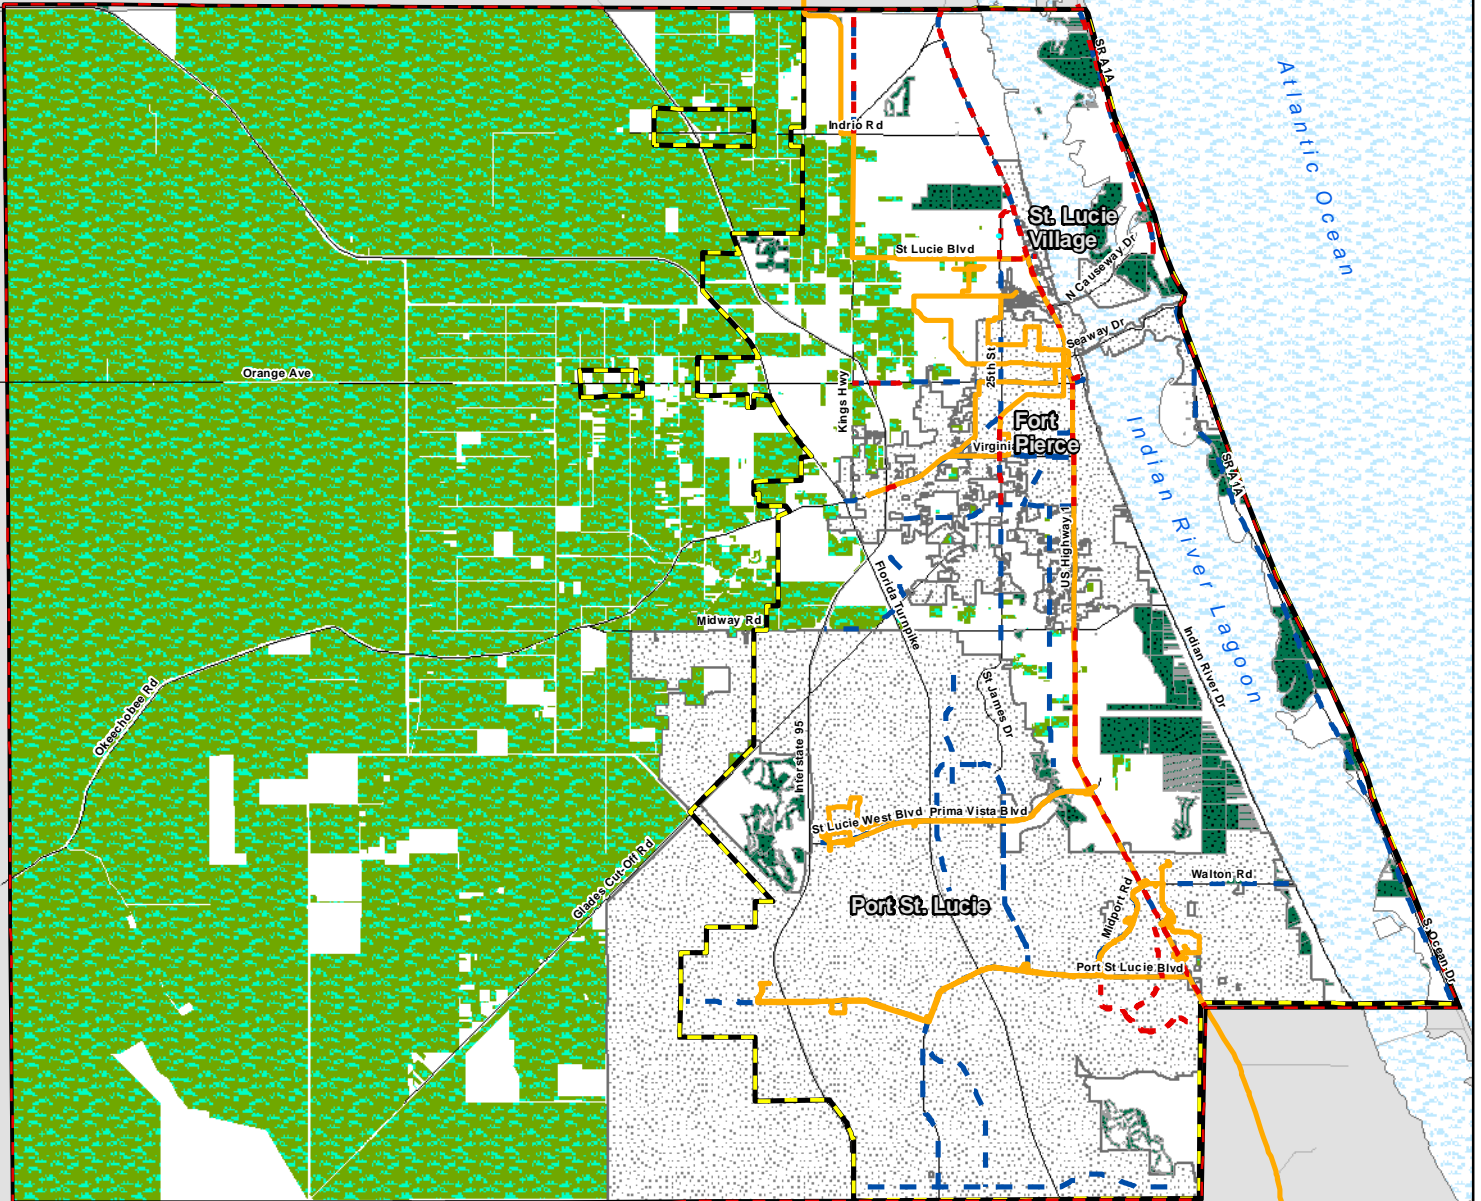 SR A1A
Atlantic Ocean
Indrio Rd
St. Lucie
Village
St Lucie Blvd
N Causeway Dr
Seaway Dr
Orange Ave
25th St
Kings Hwy
Fort
Pierce
Virginia
Indian River Lagoon
SR A1A
US Highway 1
Florida Turnpike
Midway Rd
Indian River Dr
St James Dr
Okeechobee Rd
Interstate 95
St Lucie West Blvd
Prima Vista Blvd
Glades Cut-Off Rd
Walton Rd
Midport Rd
Port St. Lucie
S. Ocean Dr
Port St Lucie Blvd